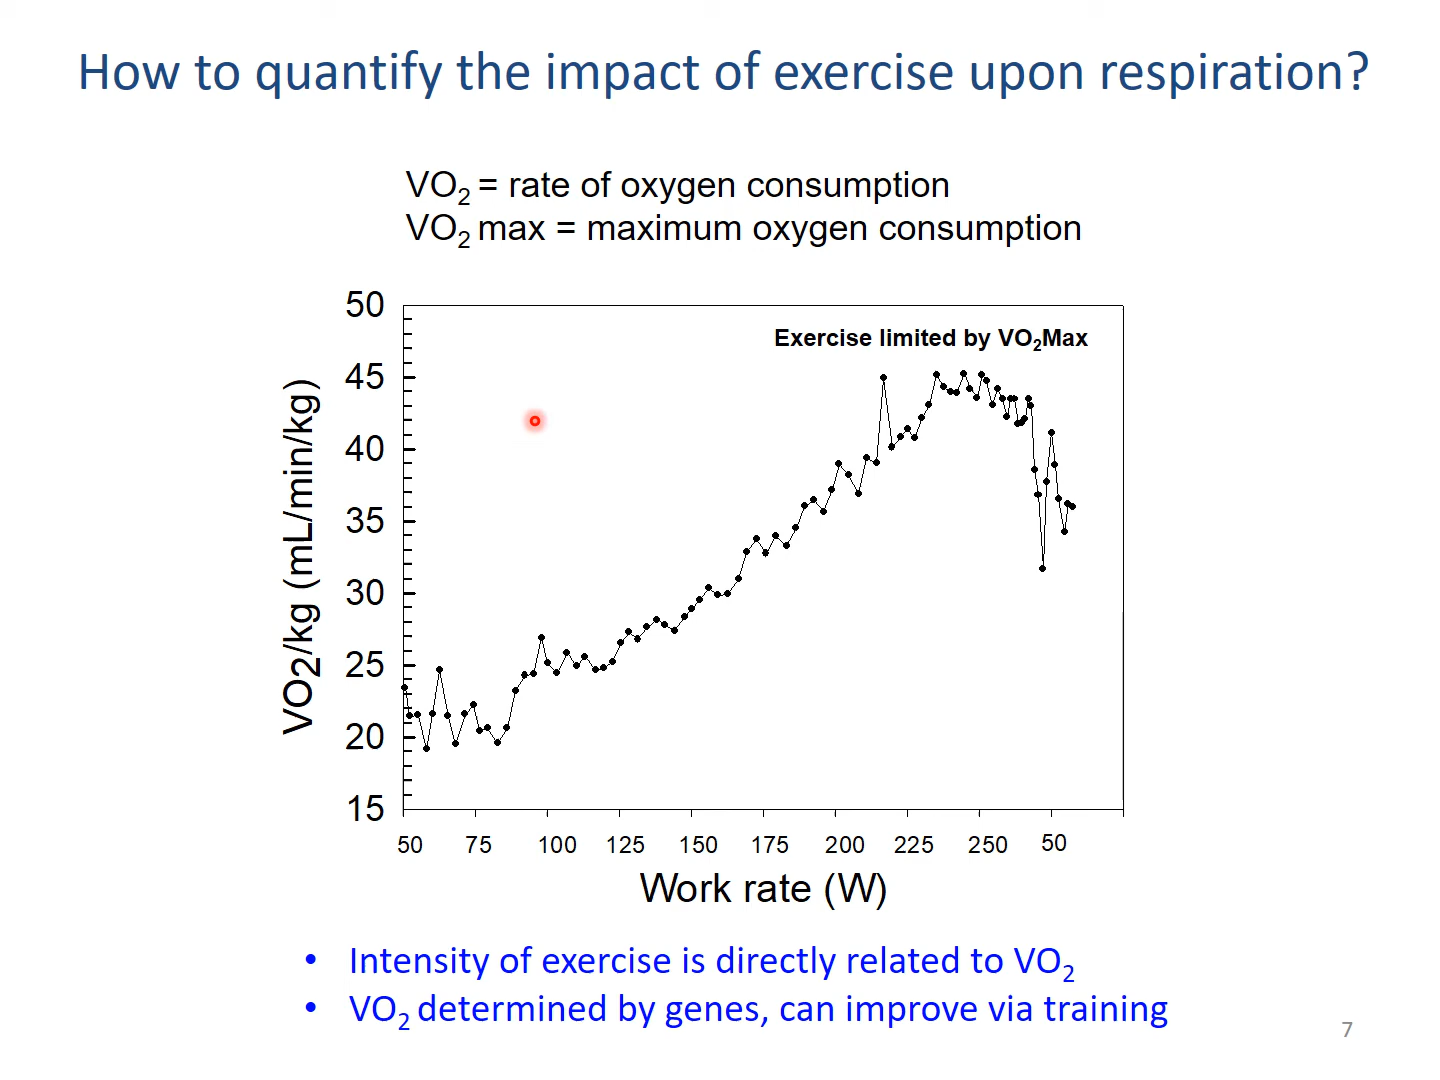 How to quantify the impact of exercise upon respiration?
VO₂ = rate of oxygen consumption
VO₂ max = maximum oxygen consumption
Exercise limited by VO₂Max
50
45
40
35
30
25
20
15
VO2/kg (mL/min/kg)
50 75 100 125 150 175 200 225 250 50
Work rate (W)
• Intensity of exercise is directly related to VO₂
• VO₂ determined by genes, can improve via training
7